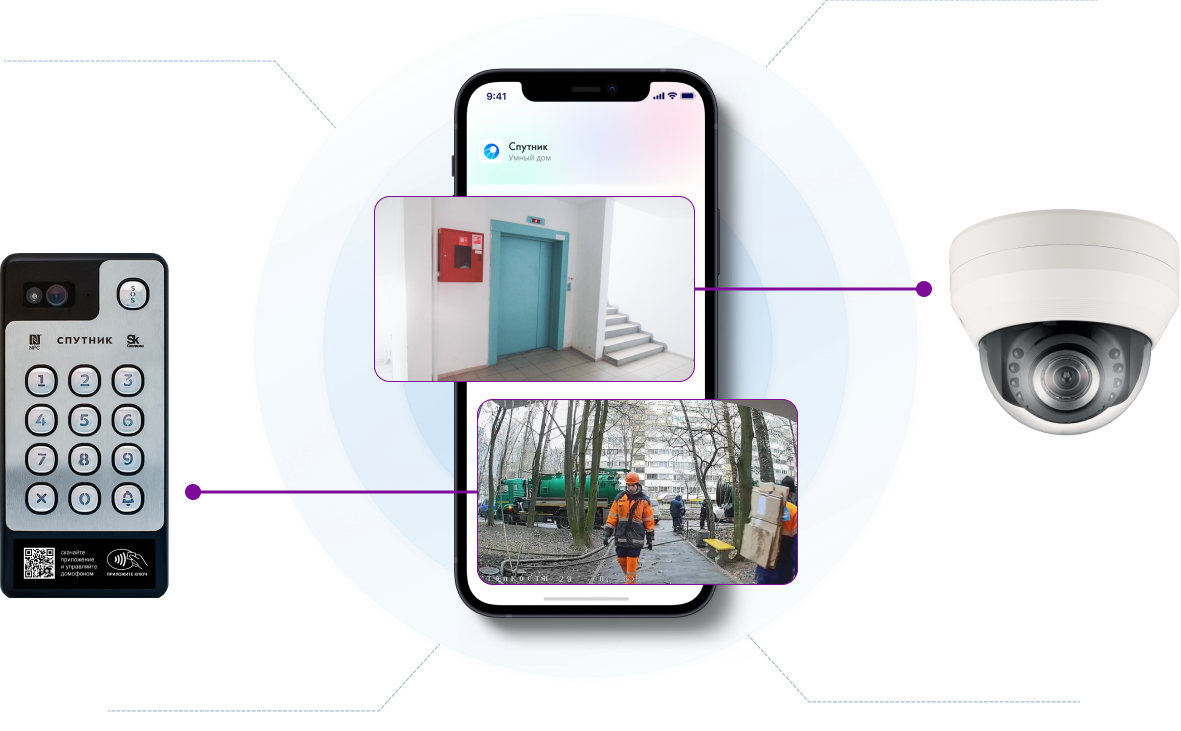 9:41
Спутник
Умный дом
SOS
NFC
СПУТНИК
Sk
1 2 3
4 5 6
7 8 9
0
скачайте
приложение
и управляйте
домофоном
ПРИЛОЖИТЕ КЛЮЧ